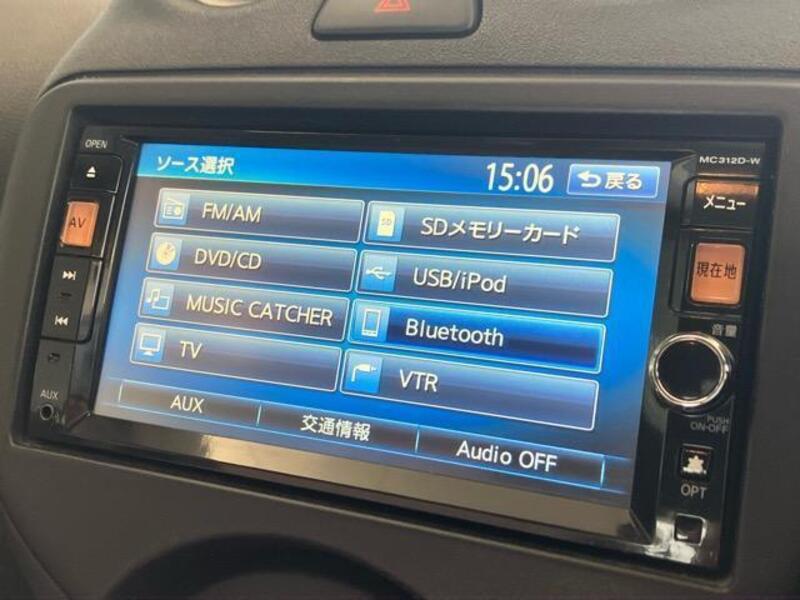 OPEN
MC312D-W
ソース選択
15:06
戻る
メニュー
AV
FM/AM
SDメモリーカード
SD
DVD/CD
USB/iPod
現在地
MUSIC CATCHER
Bluetooth
音量
TV
VTR
AUX
AUX
交通情報
Audio OFF
PUSH
ON-OFF
OPT